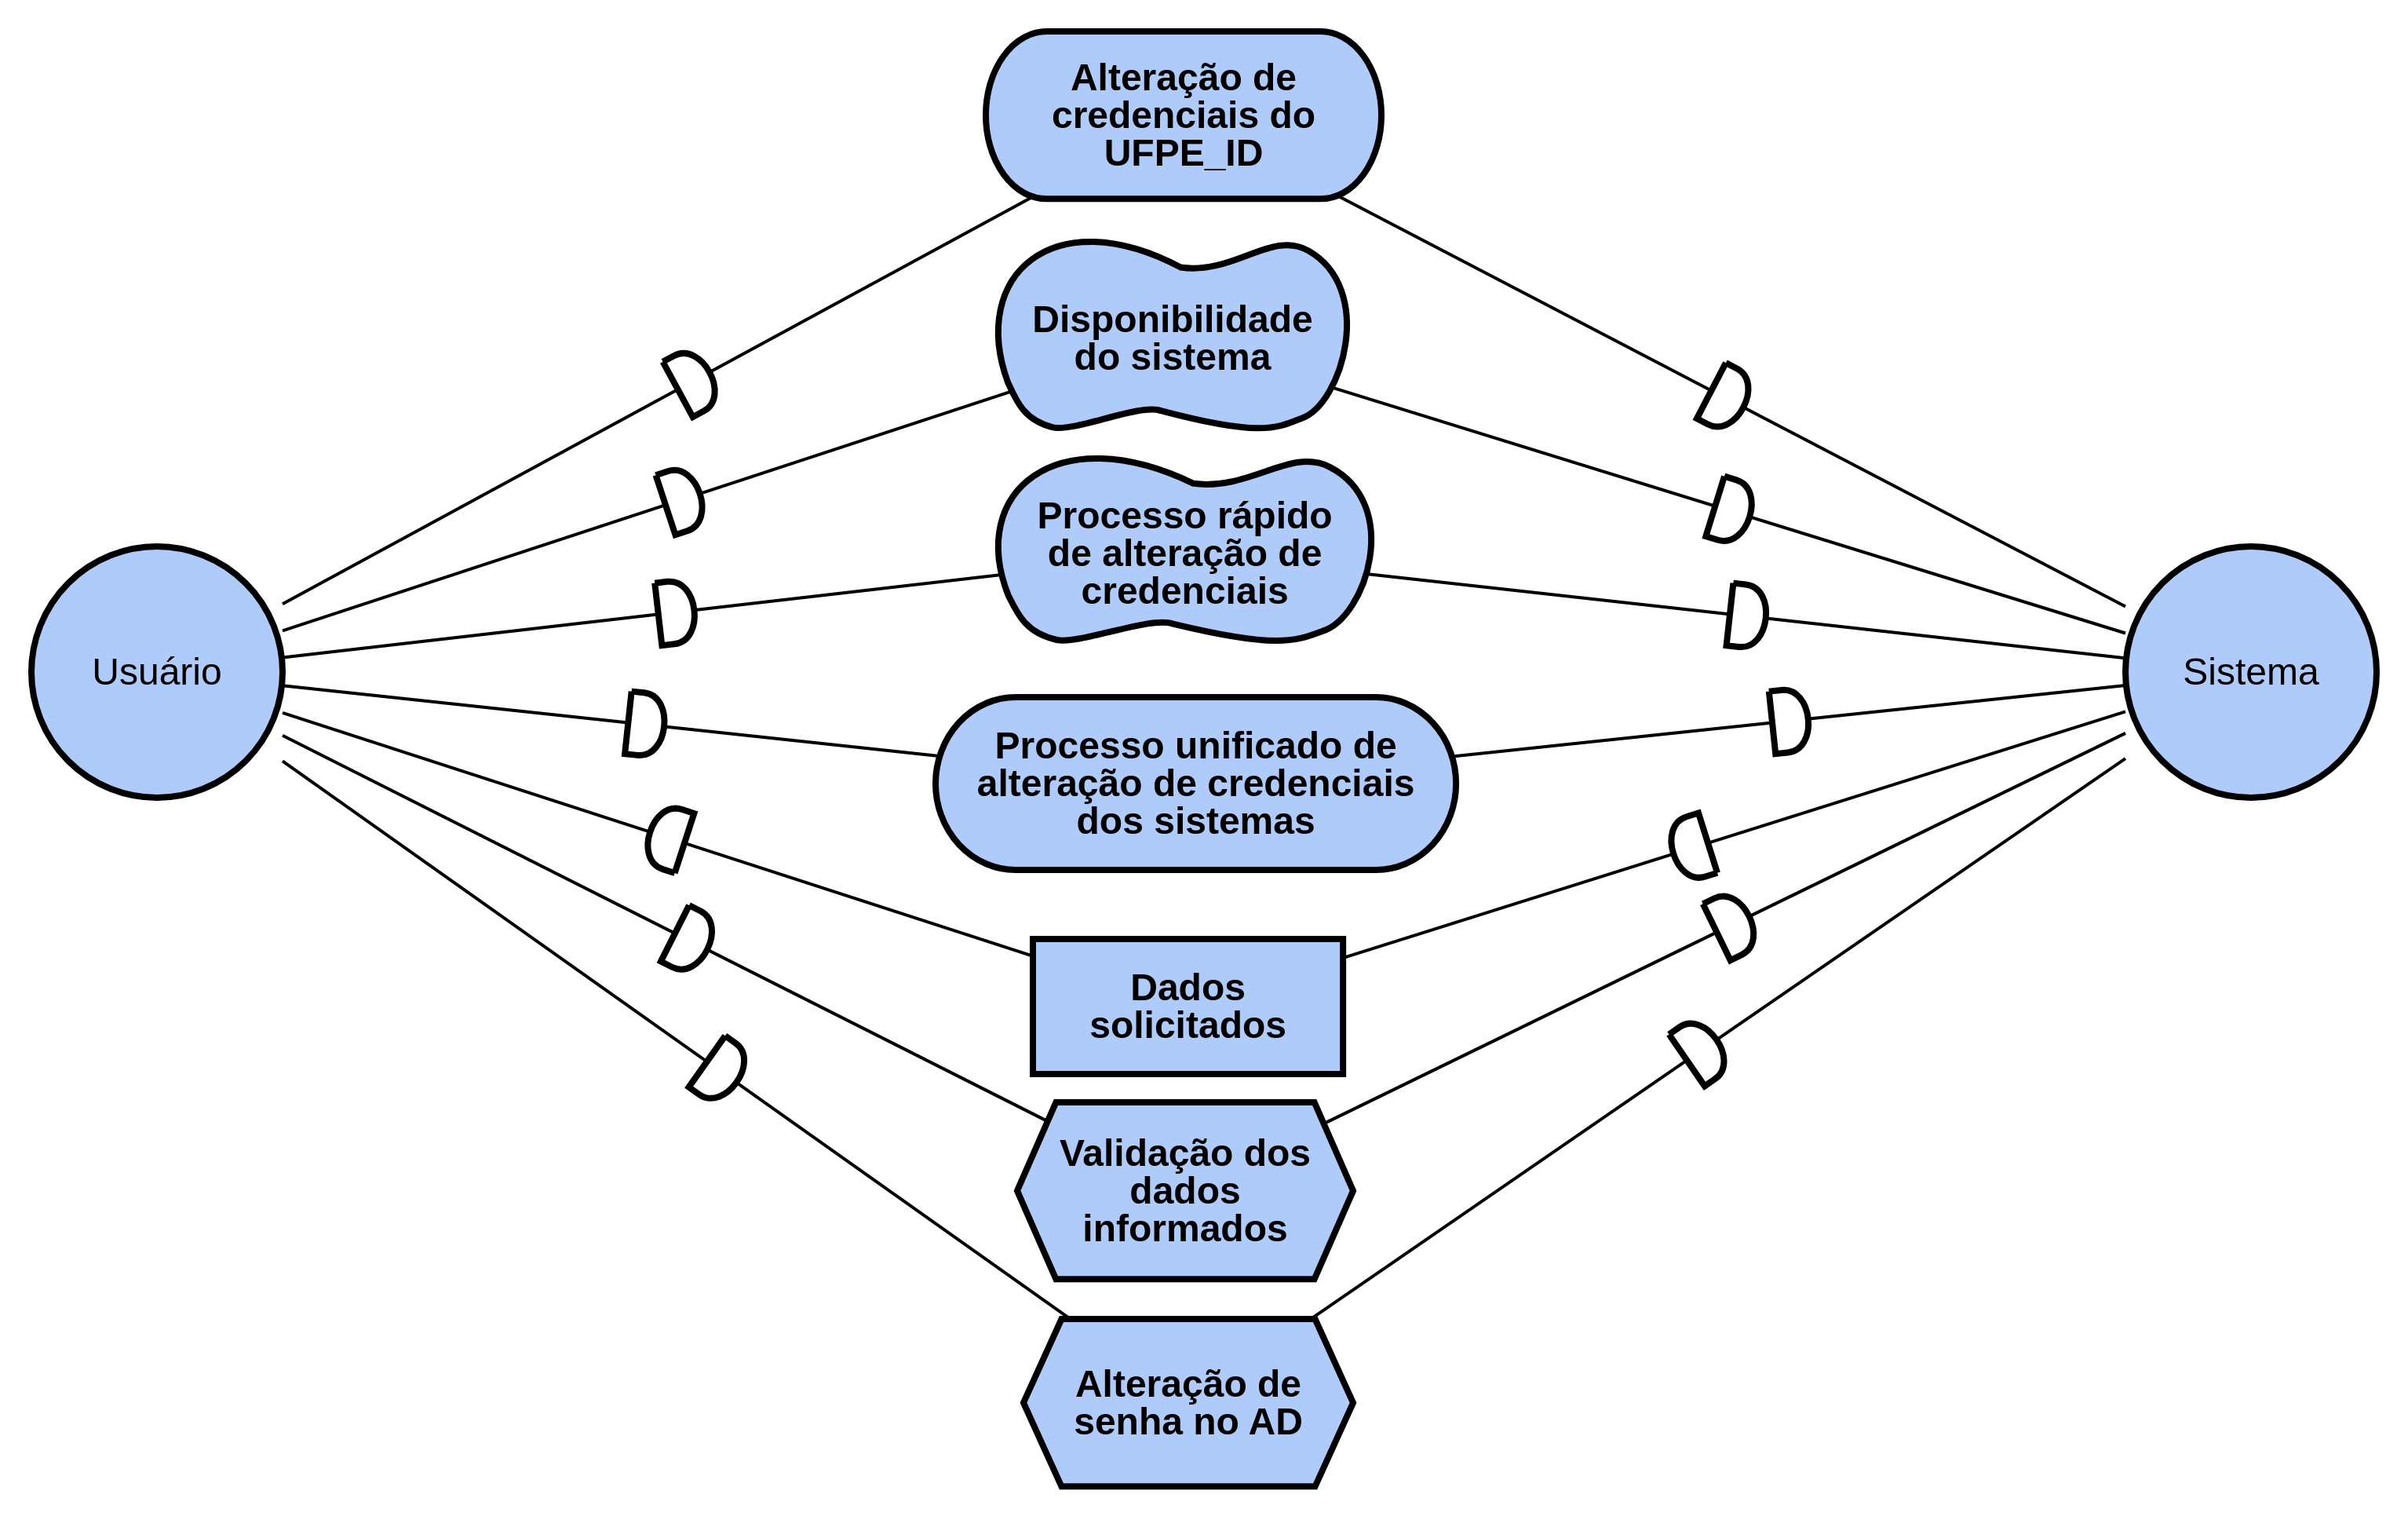 Alteração de
credenciais do
UFPE_ID
Disponibilidade
do sistema
Processo rápido
de alteração de
credenciais
Usuário
Sistema
Processo unificado de
alteração de credenciais
dos sistemas
Dados
solicitados
Validação dos
dados
informados
Alteração de
senha no AD